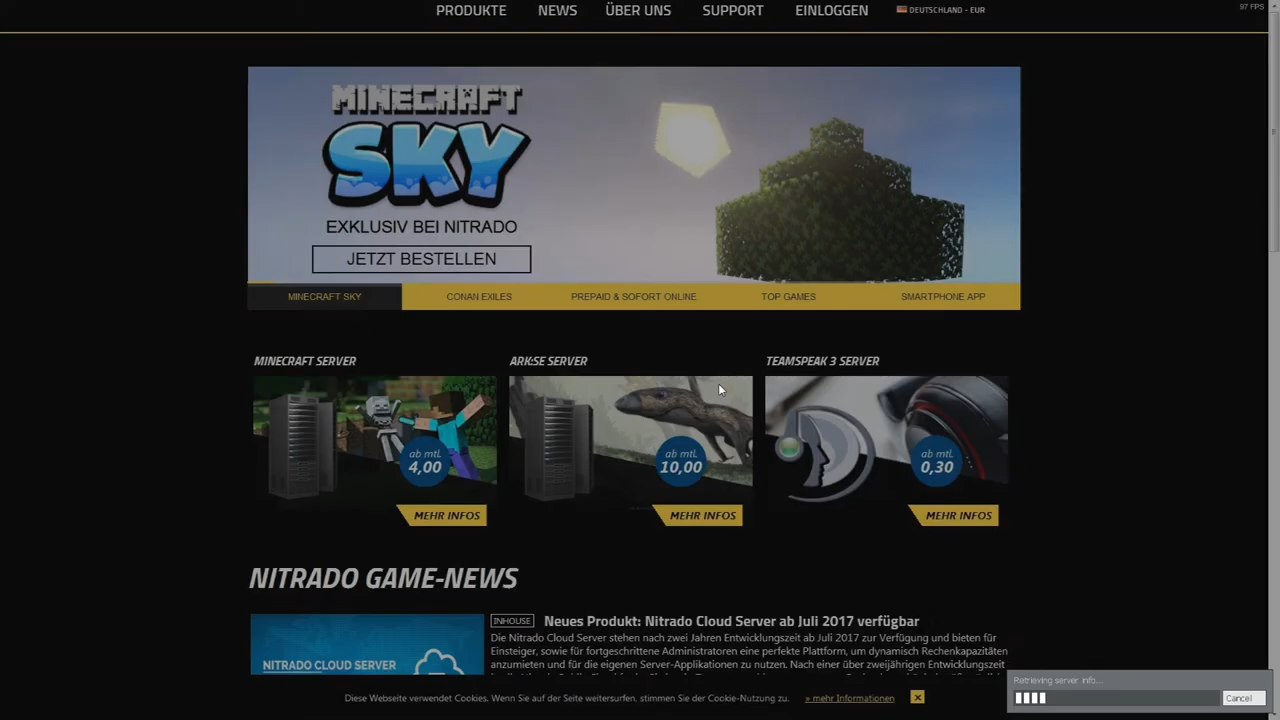 PRODUKTE NEWS ÜBER UNS SUPPORT EINLOGGEN DEUTSCHLAND - EUR
97 FPS
MINECRAFT
SKY
EXKLUSIV BEI NITRADO
JETZT BESTELLEN
MINECRAFT SKY CONAN EXILES PREPAID & SOFORT ONLINE TOP GAMES SMARTPHONE APP
MINECRAFT SERVER ARK:SE SERVER TEAMSPEAK 3 SERVER
ab mtl. ab mtl. ab mtl.
4,00 10,00 0,30
MEHR INFOS MEHR INFOS MEHR INFOS
NITRADO GAME-NEWS
INHOUSE Neues Produkt: Nitrado Cloud Server ab Juli 2017 verfügbar
Die Nitrado Cloud Server stehen nach zwei Jahren Entwicklungszeit ab Juli 2017 zur Verfügung und bieten für
Einsteiger, sowie für fortgeschrittene Administratoren eine perfekte Plattform, um dynamisch Rechenkapazitäten
anzumieten und für die eigenen Server-Applikationen zu nutzen. Nach einer über zweijährigen Entwicklungszeit
NITRADO CLOUD SERVER
Retrieving server info...
Cancel
Diese Webseite verwendet Cookies. Wenn Sie auf der Seite weitersurfen, stimmen Sie der Cookie-Nutzung zu. » mehr Informationen